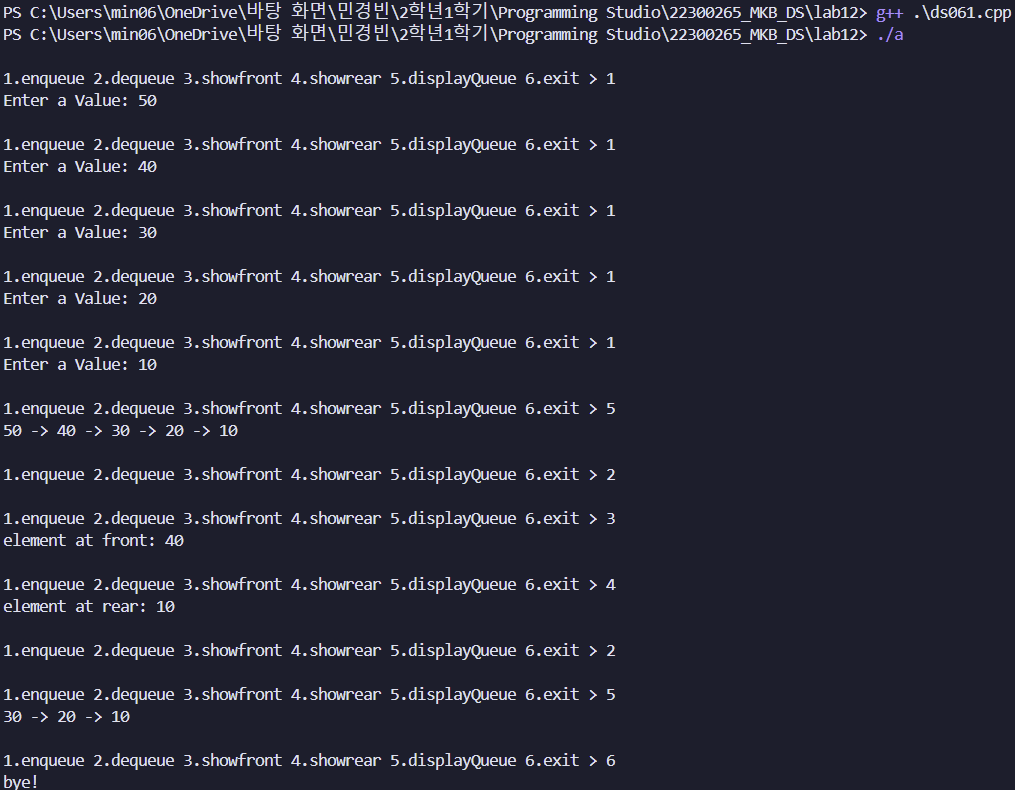 PS C:\Users\min06\OneDrive\바탕 화면\민경빈\2학년1학기\Programming Studio\22300265_MKB_DS\lab12> g++ .\ds061.cpp
PS C:\Users\min06\OneDrive\바탕 화면\민경빈\2학년1학기\Programming Studio\22300265_MKB_DS\lab12> ./a
1.enqueue 2.dequeue 3.showfront 4.showrear 5.displayQueue 6.exit > 1
Enter a Value: 50
1.enqueue 2.dequeue 3.showfront 4.showrear 5.displayQueue 6.exit > 1
Enter a Value: 40
1.enqueue 2.dequeue 3.showfront 4.showrear 5.displayQueue 6.exit > 1
Enter a Value: 30
1.enqueue 2.dequeue 3.showfront 4.showrear 5.displayQueue 6.exit > 1
Enter a Value: 20
1.enqueue 2.dequeue 3.showfront 4.showrear 5.displayQueue 6.exit > 1
Enter a Value: 10
1.enqueue 2.dequeue 3.showfront 4.showrear 5.displayQueue 6.exit > 5
50 -> 40 -> 30 -> 20 -> 10
1.enqueue 2.dequeue 3.showfront 4.showrear 5.displayQueue 6.exit > 2
1.enqueue 2.dequeue 3.showfront 4.showrear 5.displayQueue 6.exit > 3
element at front: 40
1.enqueue 2.dequeue 3.showfront 4.showrear 5.displayQueue 6.exit > 4
element at rear: 10
1.enqueue 2.dequeue 3.showfront 4.showrear 5.displayQueue 6.exit > 2
1.enqueue 2.dequeue 3.showfront 4.showrear 5.displayQueue 6.exit > 5
30 -> 20 -> 10
1.enqueue 2.dequeue 3.showfront 4.showrear 5.displayQueue 6.exit > 6
bye!